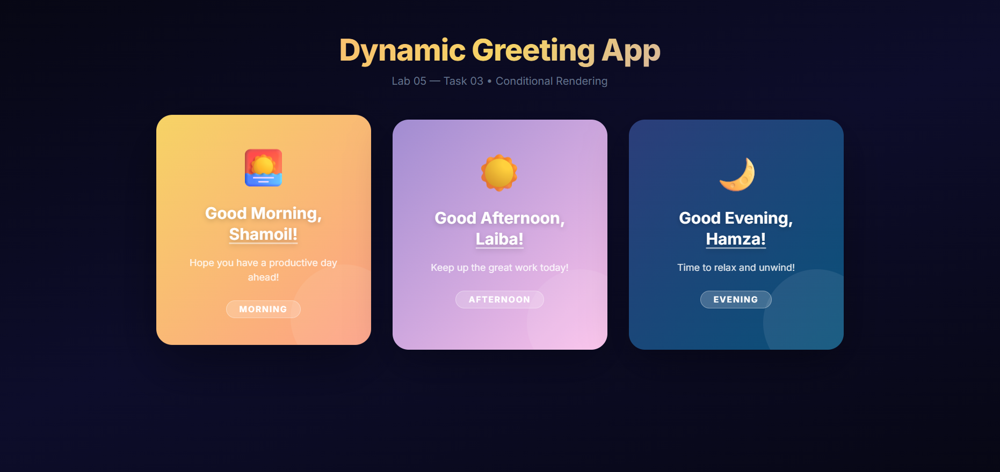 Dynamic Greeting App
Lab 05 — Task 03 • Conditional Rendering
Good Morning,
Shamoil!
Hope you have a productive day
ahead!
MORNING
Good Afternoon,
Laiba!
Keep up the great work today!
AFTERNOON
Good Evening,
Hamza!
Time to relax and unwind!
EVENING